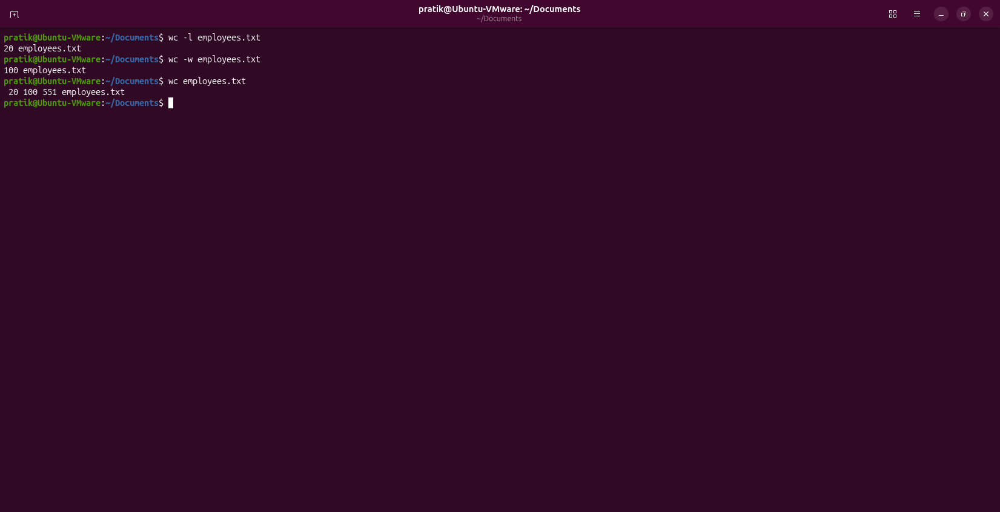 pratik@Ubuntu-VMware: ~/Documents
~/Documents
pratik@Ubuntu-VMware:~/Documents$ wc -l employees.txt
20 employees.txt
pratik@Ubuntu-VMware:~/Documents$ wc -w employees.txt
100 employees.txt
pratik@Ubuntu-VMware:~/Documents$ wc employees.txt
 20 100 551 employees.txt
pratik@Ubuntu-VMware:~/Documents$